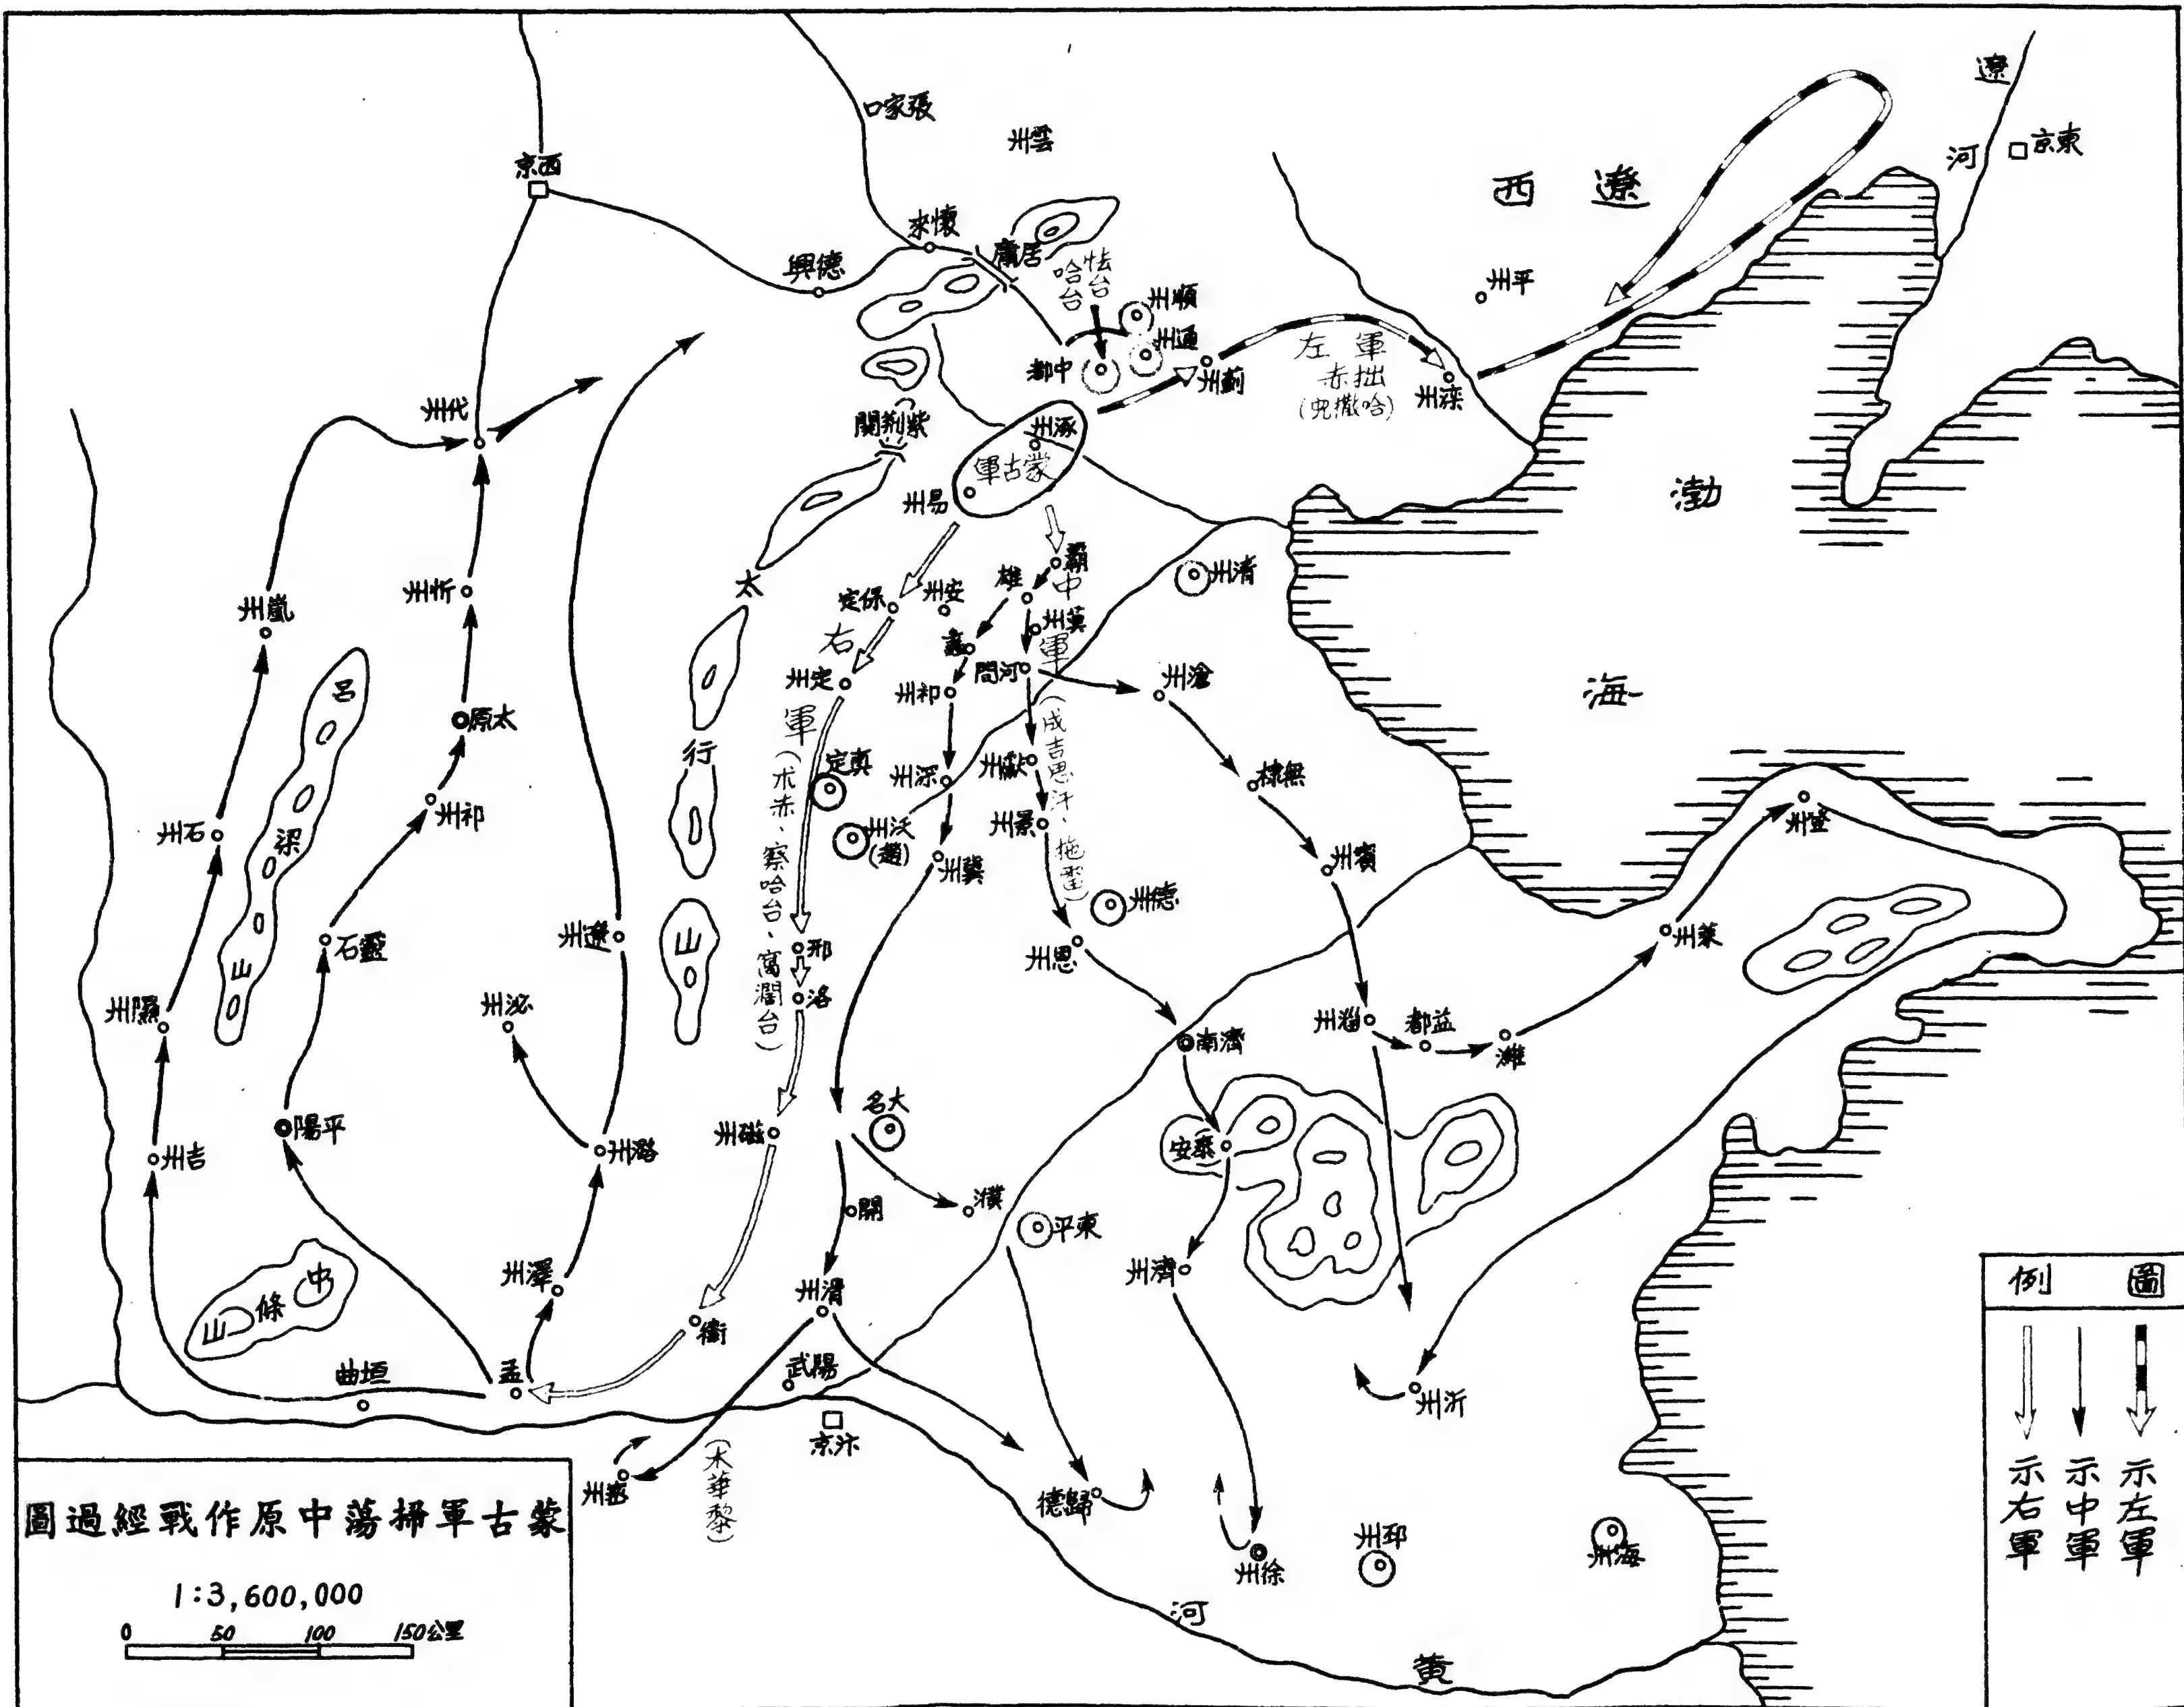 蒙古軍掃蕩中原作戰經過圖
1:3,600,000
0 50 100 150公里
圖例
示左軍
示中軍
示右軍
遼河
東京
遼西
張家口
雲州
西京
懷來
居庸
德興
怯台
哈台
順州
通州
中都
薊州
平州
左軍
赤拙
(哈撒兒)
滦州
代州
紫荊關
涿州
蒙古軍
易州
渤海
霸
雄
安州
保定
清州
莫州
蠡
河間
祁州
定州
滄州
中軍
(成吉思汗、拖雷)
右軍
(朮赤、察哈台、窩濶台)
太行山
忻州
嵐州
呂梁山
太原
祁州
石州
真定
沃州
(趙)
深州
獻州
景州
無棣
冀州
賓州
德州
恩州
登州
萊州
靈石
遼州
邢
洺
隰州
沁州
濟南
淄州
益都
濰
平陽
吉州
潞州
磁州
大名
泰安
開
濮
東平
濟州
澤州
滑州
衛
中條山
垣曲
孟
武陽
汴京
沂州
(木華黎)
密州
歸德
徐州
邳州
海州
黃河